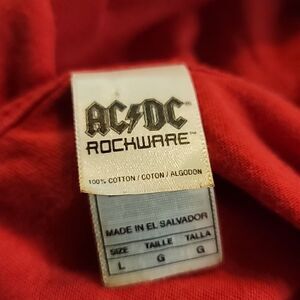 AC⚡DC®
ROCKWARE™
100% COTTON / COTON / ALGODON
MADE IN EL SALVADOR
SIZE TAILLE TALLA
L G G